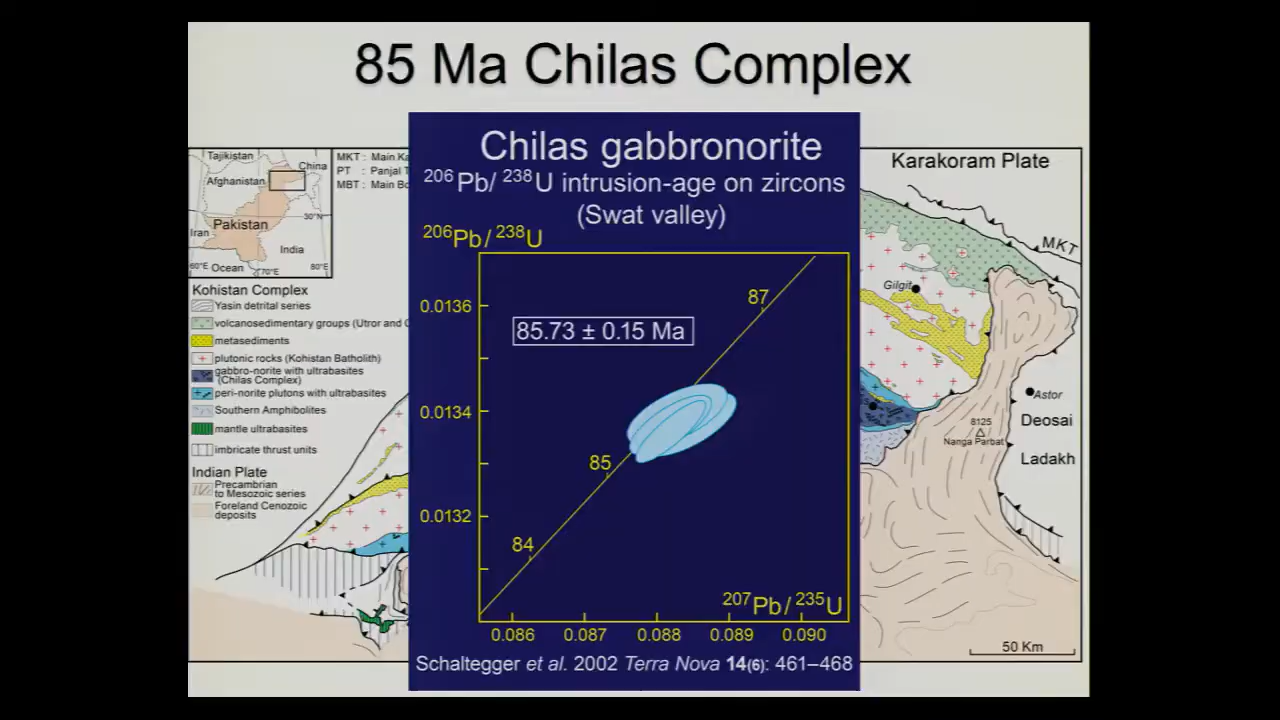 85 Ma Chilas Complex
Chilas gabbronorite
206Pb/ 238U intrusion-age on zircons
(Swat valley)
206Pb/ 238U
0.0136
0.0134
0.0132
87
85.73 ± 0.15 Ma
85
84
207Pb/ 235U
0.086 0.087 0.088 0.089 0.090
Schaltegger et al. 2002 Terra Nova 14(6): 461–468
Tajikistan
China
Afghanistan
30°N
Pakistan
Iran
India
60°E
Ocean
70°E
80°E
MKT : Main Ka
PT : Panjal T
MBT : Main Bo
Kohistan Complex
Yasin detrital series
volcanosedimentary groups (Utror and
metasediments
plutonic rocks (Kohistan Batholith)
gabbro-norite with ultrabasites
(Chilas Complex)
peri-norite plutons with ultrabasites
Southern Amphibolites
mantle ultrabasites
imbricate thrust units
Indian Plate
Precambrian
to Mesozoic series
Foreland Cenozoic
deposits
Karakoram Plate
MKT
Gilgit
Astor
Deosai
8125
Nanga Parbat
Ladakh
50 Km